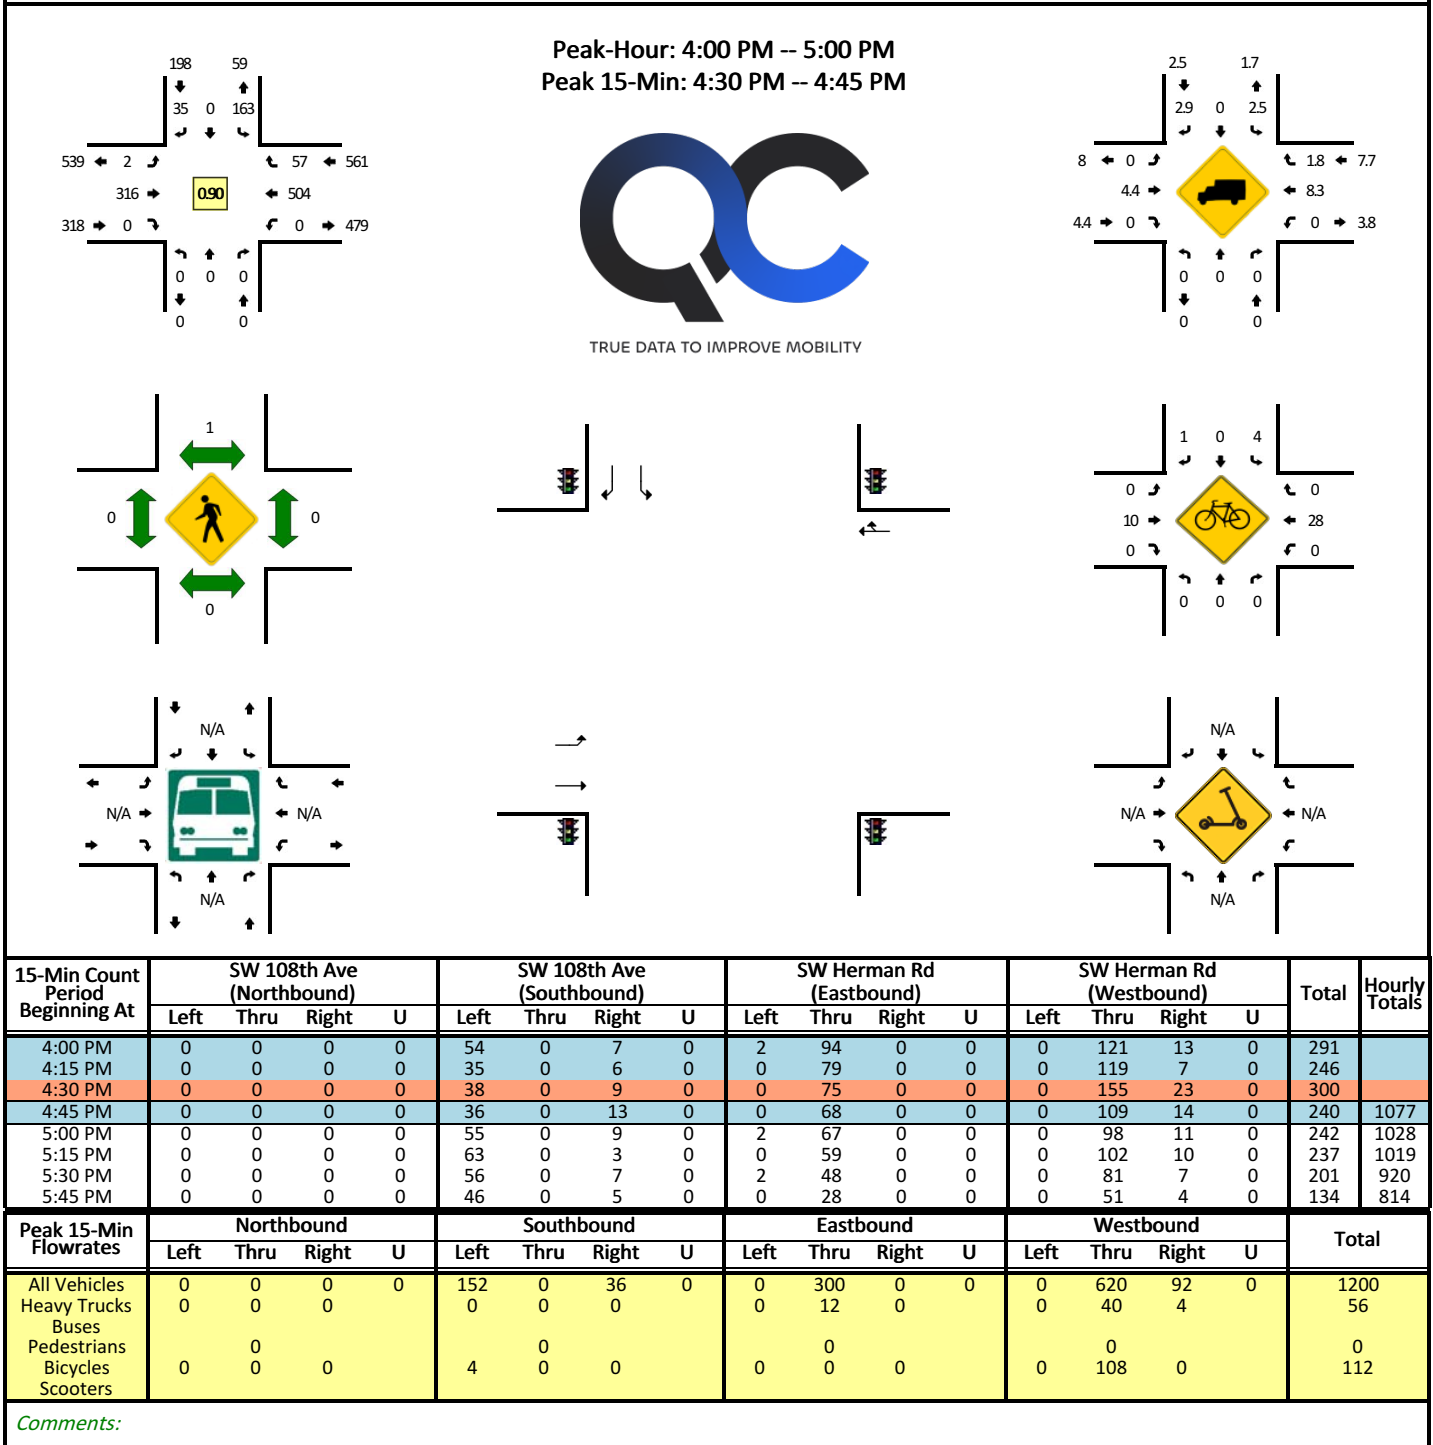 Peak-Hour: 4:00 PM -- 5:00 PM
Peak 15-Min: 4:30 PM -- 4:45 PM
198 59
35 0 163
539 2 57 561
316 0.90 504
318 0 0 479
0 0 0
0 0
QC
TRUE DATA TO IMPROVE MOBILITY
2.5 1.7
2.9 0 2.5
8 0 1.8 7.7
4.4 8.3
4.4 0 0 3.8
0 0 0
0 0
1
0 0
0
1 0 4
0 0
10 28
0 0
0 0 0
N/A
N/A N/A
N/A
N/A
N/A N/A
N/A
15-Min Count Period Beginning At SW 108th Ave (Northbound) SW 108th Ave (Southbound) SW Herman Rd (Eastbound) SW Herman Rd (Westbound) Total Hourly Totals
Left Thru Right U Left Thru Right U Left Thru Right U Left Thru Right U
4:00 PM 0 0 0 0 54 0 7 0 2 94 0 0 0 121 13 0 291
4:15 PM 0 0 0 0 35 0 6 0 0 79 0 0 0 119 7 0 246
4:30 PM 0 0 0 0 38 0 9 0 0 75 0 0 0 155 23 0 300
4:45 PM 0 0 0 0 36 0 13 0 0 68 0 0 0 109 14 0 240 1077
5:00 PM 0 0 0 0 55 0 9 0 2 67 0 0 0 98 11 0 242 1028
5:15 PM 0 0 0 0 63 0 3 0 0 59 0 0 0 102 10 0 237 1019
5:30 PM 0 0 0 0 56 0 7 0 2 48 0 0 0 81 7 0 201 920
5:45 PM 0 0 0 0 46 0 5 0 0 28 0 0 0 51 4 0 134 814
Peak 15-Min Flowrates Northbound Southbound Eastbound Westbound Total
Left Thru Right U Left Thru Right U Left Thru Right U Left Thru Right U
All Vehicles 0 0 0 0 152 0 36 0 0 300 0 0 0 620 92 0 1200
Heavy Trucks 0 0 0 0 0 0 0 12 0 0 40 4 56
Buses
Pedestrians 0 0 0 0 0
Bicycles 0 0 0 4 0 0 0 0 0 0 108 0 112
Scooters
Comments: